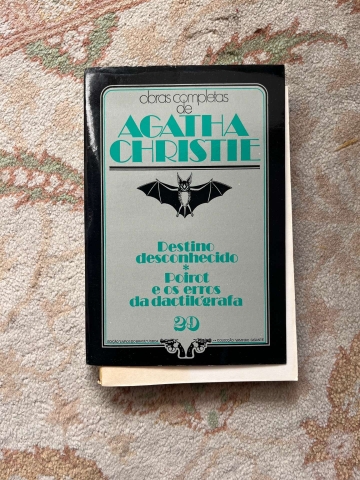 obras completas
de
AGATHA
CHRISTIE
Destino
desconhecido
*
Poirot
e os erros
da dactilógrafa
29